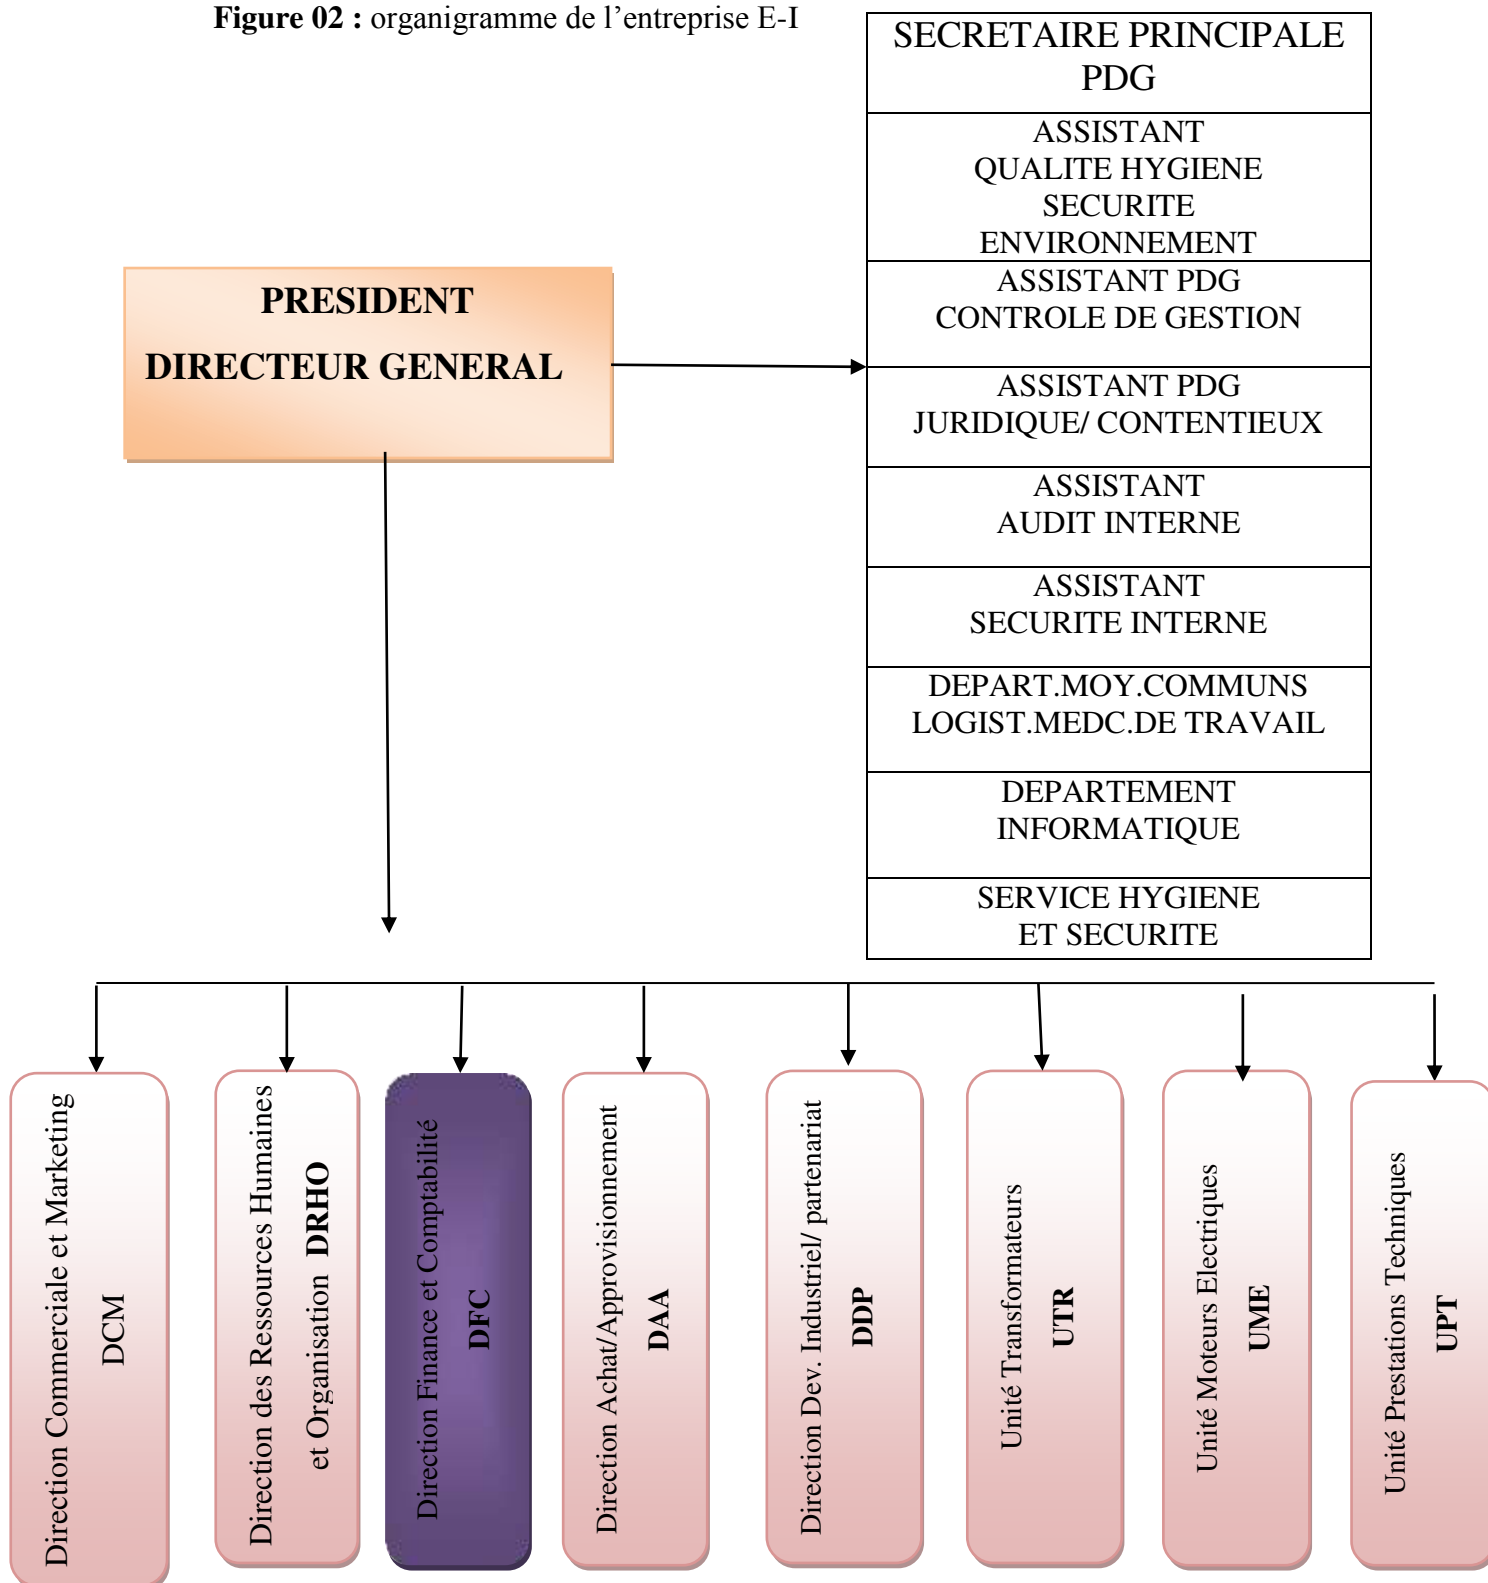 Figure 02 : organigramme de l’entreprise E-I
SECRETAIRE PRINCIPALE
PDG
ASSISTANT
QUALITE HYGIENE
SECURITE
ENVIRONNEMENT
ASSISTANT PDG
CONTROLE DE GESTION
ASSISTANT PDG
JURIDIQUE/ CONTENTIEUX
ASSISTANT
AUDIT INTERNE
ASSISTANT
SECURITE INTERNE
DEPART.MOY.COMMUNS
LOGIST.MEDC.DE TRAVAIL
DEPARTEMENT
INFORMATIQUE
SERVICE HYGIENE
ET SECURITE
PRESIDENT
DIRECTEUR GENERAL
Direction Commerciale et Marketing
DCM
Direction des Ressources Humaines
et Organisation DRHO
Direction Finance et Comptabilité
DFC
Direction Achat/Approvisionnement
DAA
Direction Dev. Industriel/ partenariat
DDP
Unité Transformateurs
UTR
Unité Moteurs Electriques
UME
Unité Prestations Techniques
UPT